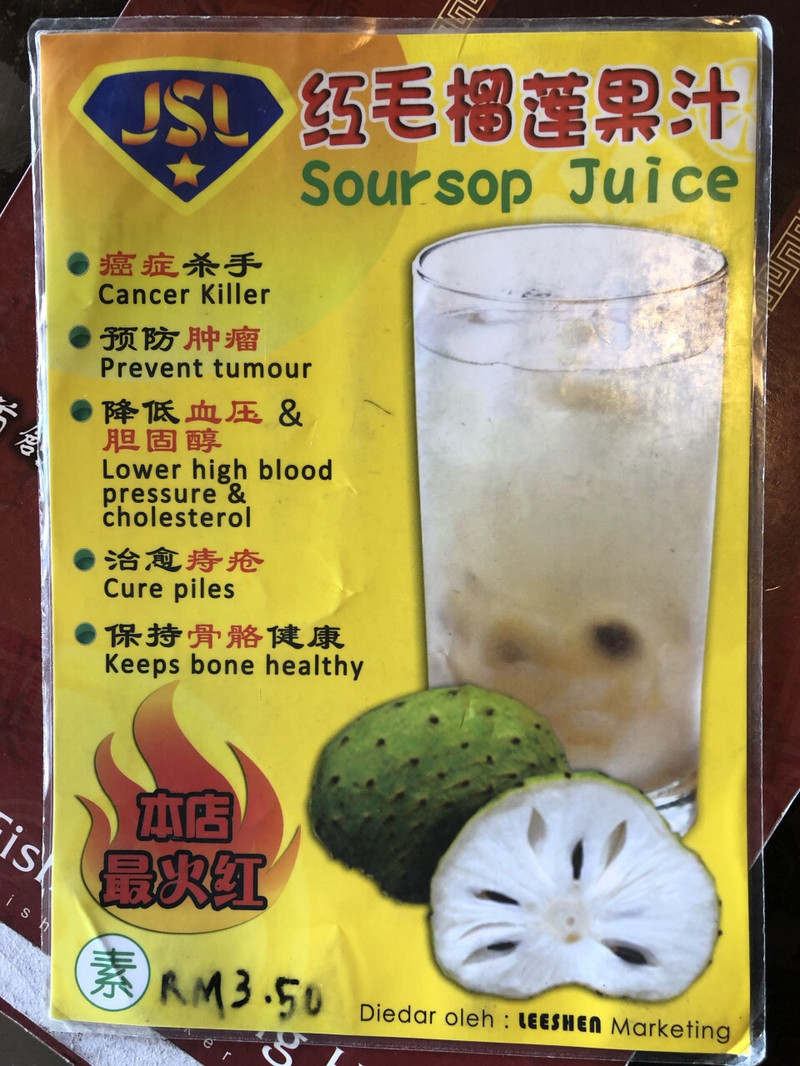 JSL
红毛榴莲果汁
Soursop Juice
癌症杀手
Cancer Killer
预防肿瘤
Prevent tumour
降低血压 &
胆固醇
Lower high blood
pressure &
cholesterol
治愈痔疮
Cure piles
保持骨骼健康
Keeps bone healthy
本店
最火红
素
RM3.50
Diedar oleh : LEESHEN Marketing